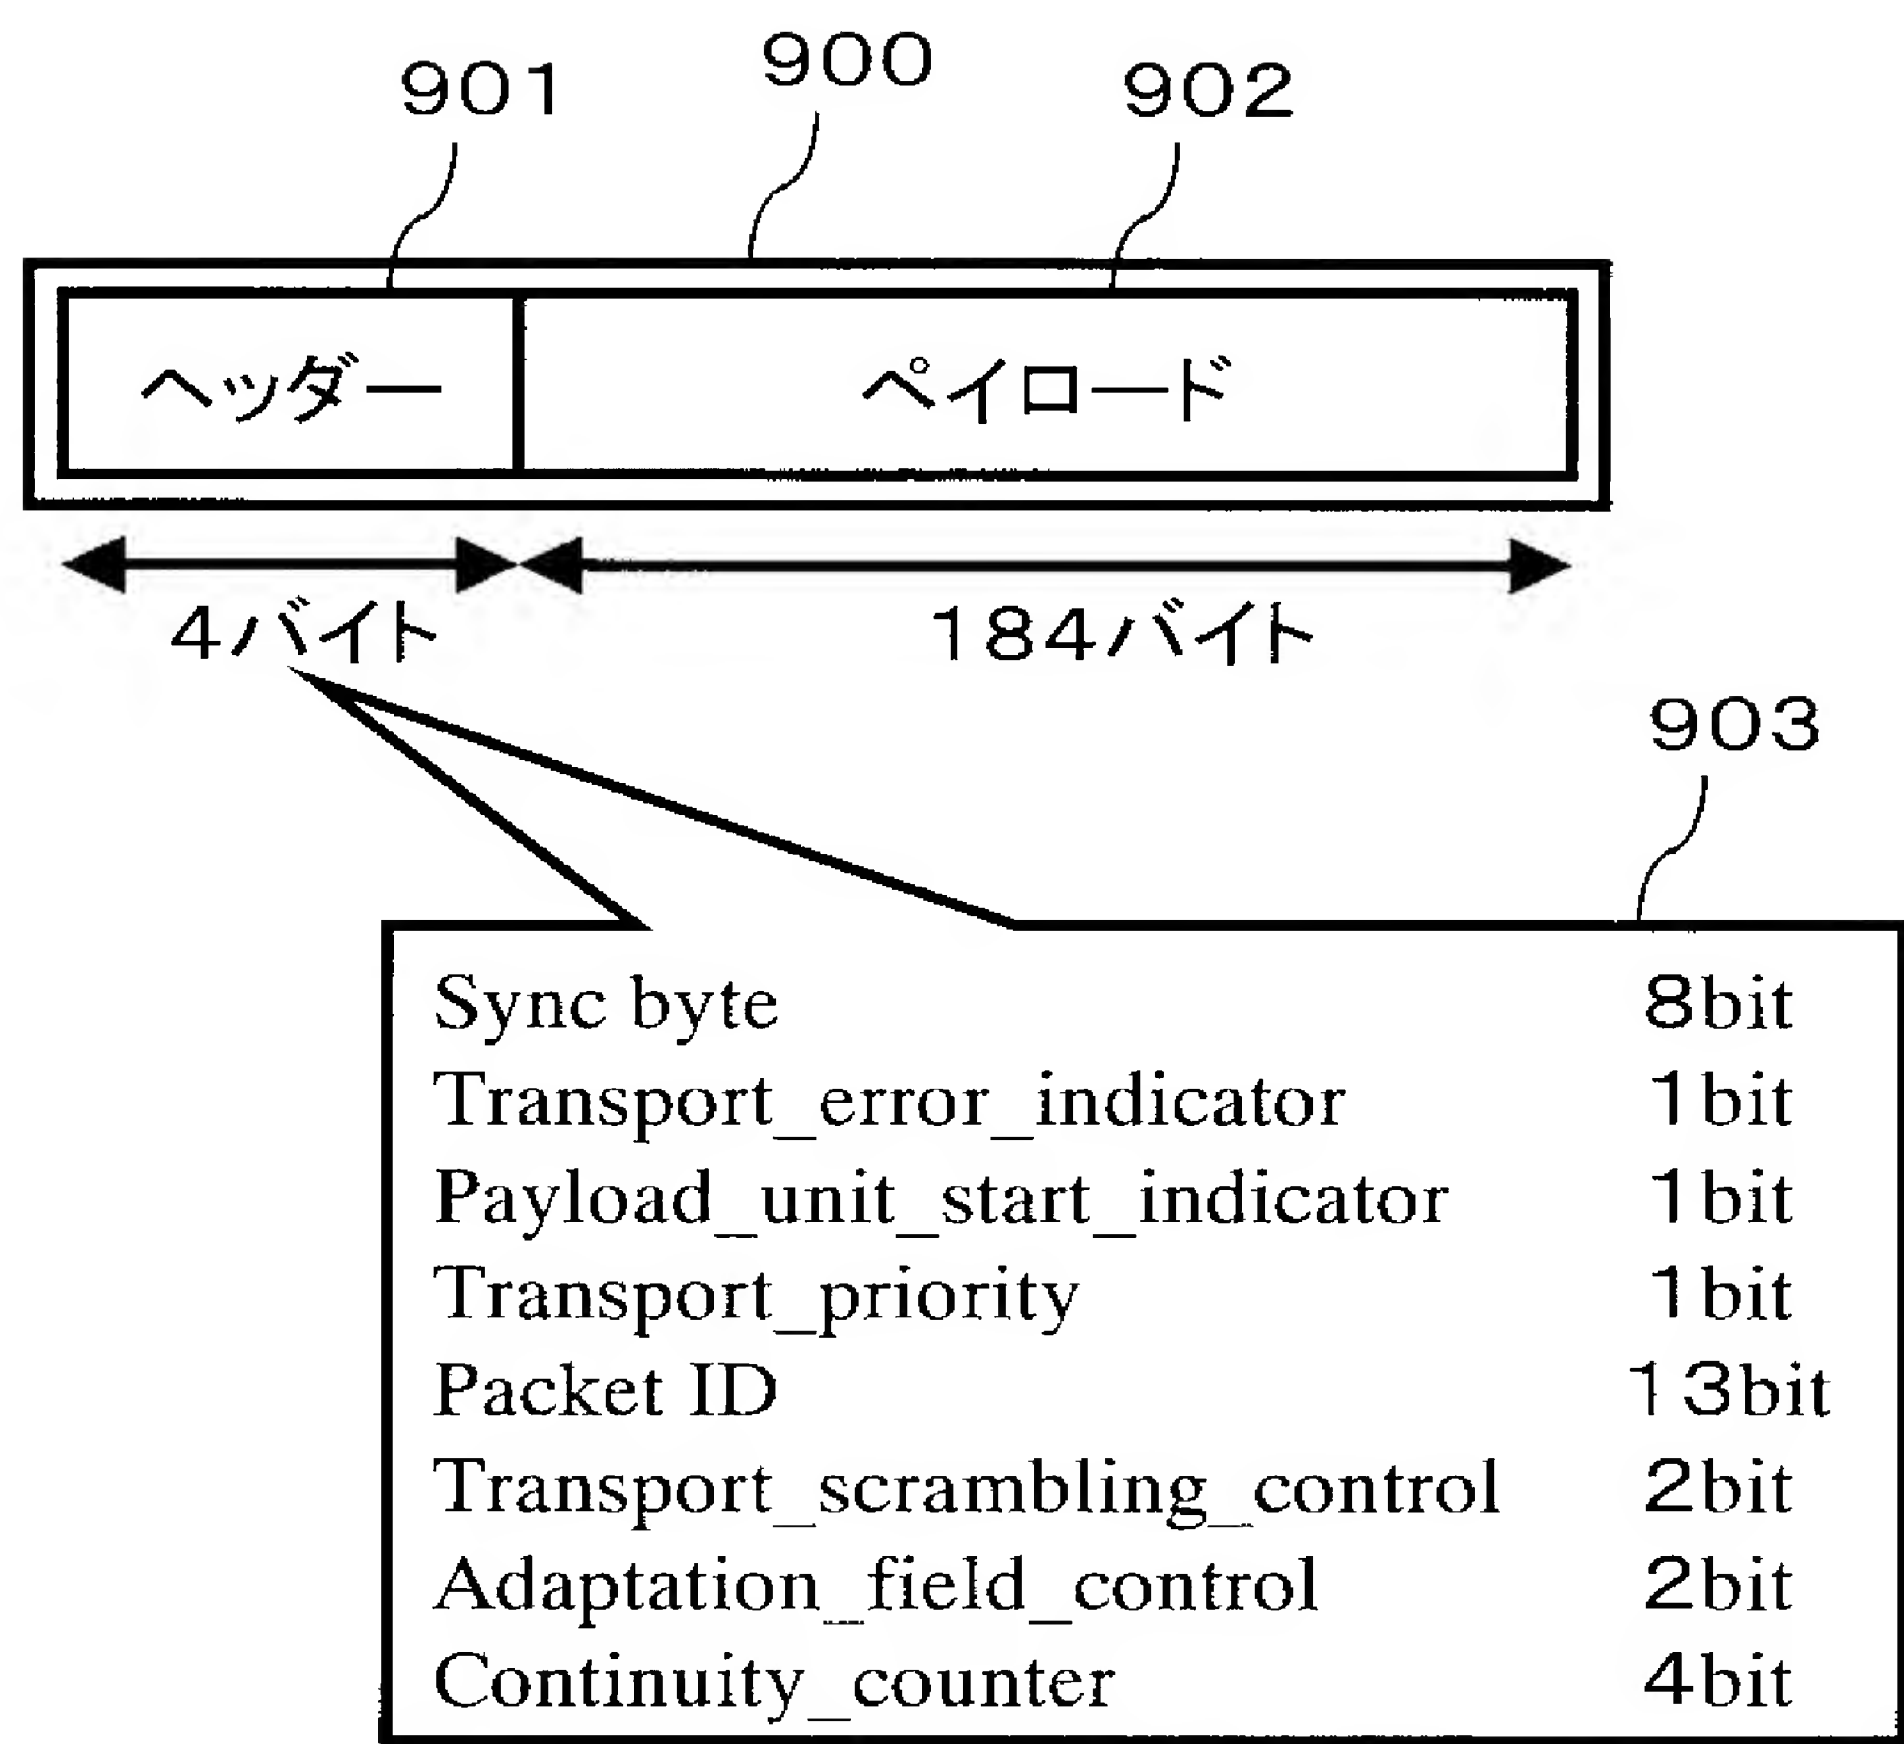 901 900 902
ヘッダー ペイロード
4バイト 184バイト
903
Sync byte 8bit
Transport_error_indicator 1bit
Payload_unit_start_indicator 1bit
Transport_priority 1bit
Packet ID 13bit
Transport_scrambling_control 2bit
Adaptation_field_control 2bit
Continuity_counter 4bit